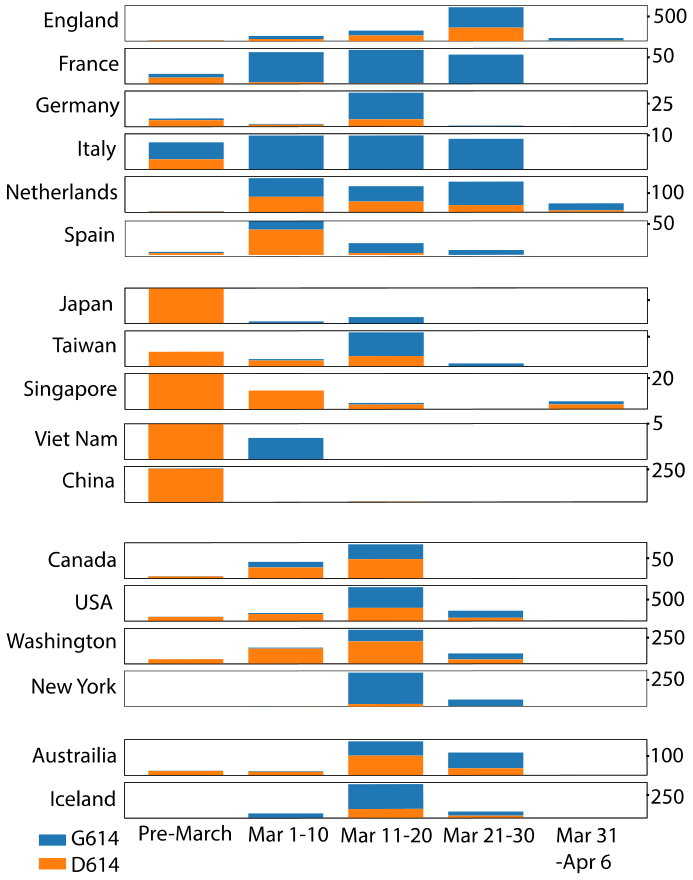 England 500
France 50
Germany 25
Italy 10
Netherlands 100
Spain 50
Japan
Taiwan
Singapore 20
Viet Nam 5
China 250
Canada 50
USA 500
Washington 250
New York 250
Austrailia 100
Iceland 250
G614 Pre-March Mar 1-10 Mar 11-20 Mar 21-30 Mar 31
D614 -Apr 6